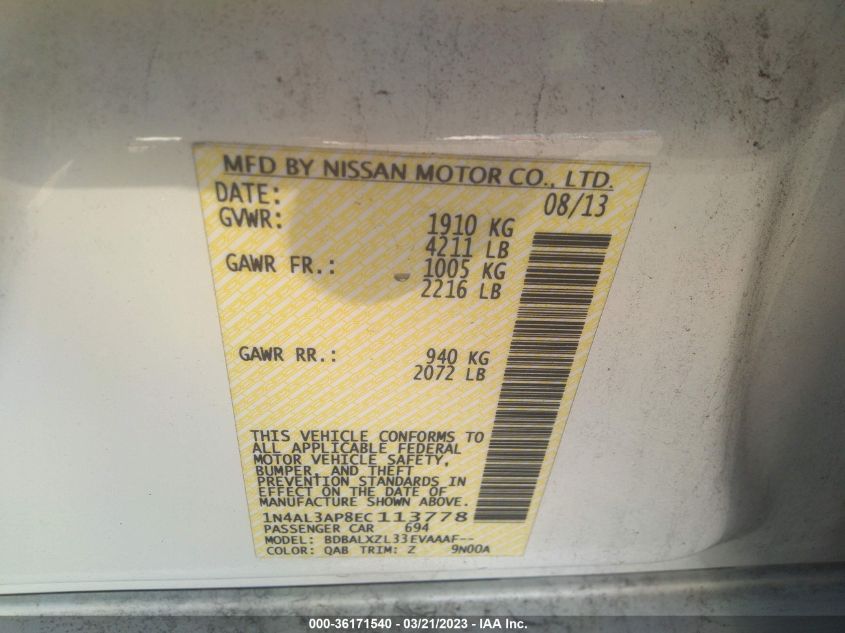 MFD BY NISSAN MOTOR CO., LTD.
DATE: 08/13
GVWR: 1910 KG
4211 LB
GAWR FR.: 1005 KG
2216 LB
GAWR RR.: 940 KG
2072 LB
THIS VEHICLE CONFORMS TO
ALL APPLICABLE FEDERAL
MOTOR VEHICLE SAFETY,
BUMPER, AND THEFT
PREVENTION STANDARDS IN
EFFECT ON THE DATE OF
MANUFACTURE SHOWN ABOVE.
1N4AL3AP8EC113778
PASSENGER CAR 694
MODEL: BDBALXZL33EVAAAF--
COLOR: QAB TRIM: Z 9N00A
000-36171540 — 03/21/2023 — IAA Inc.